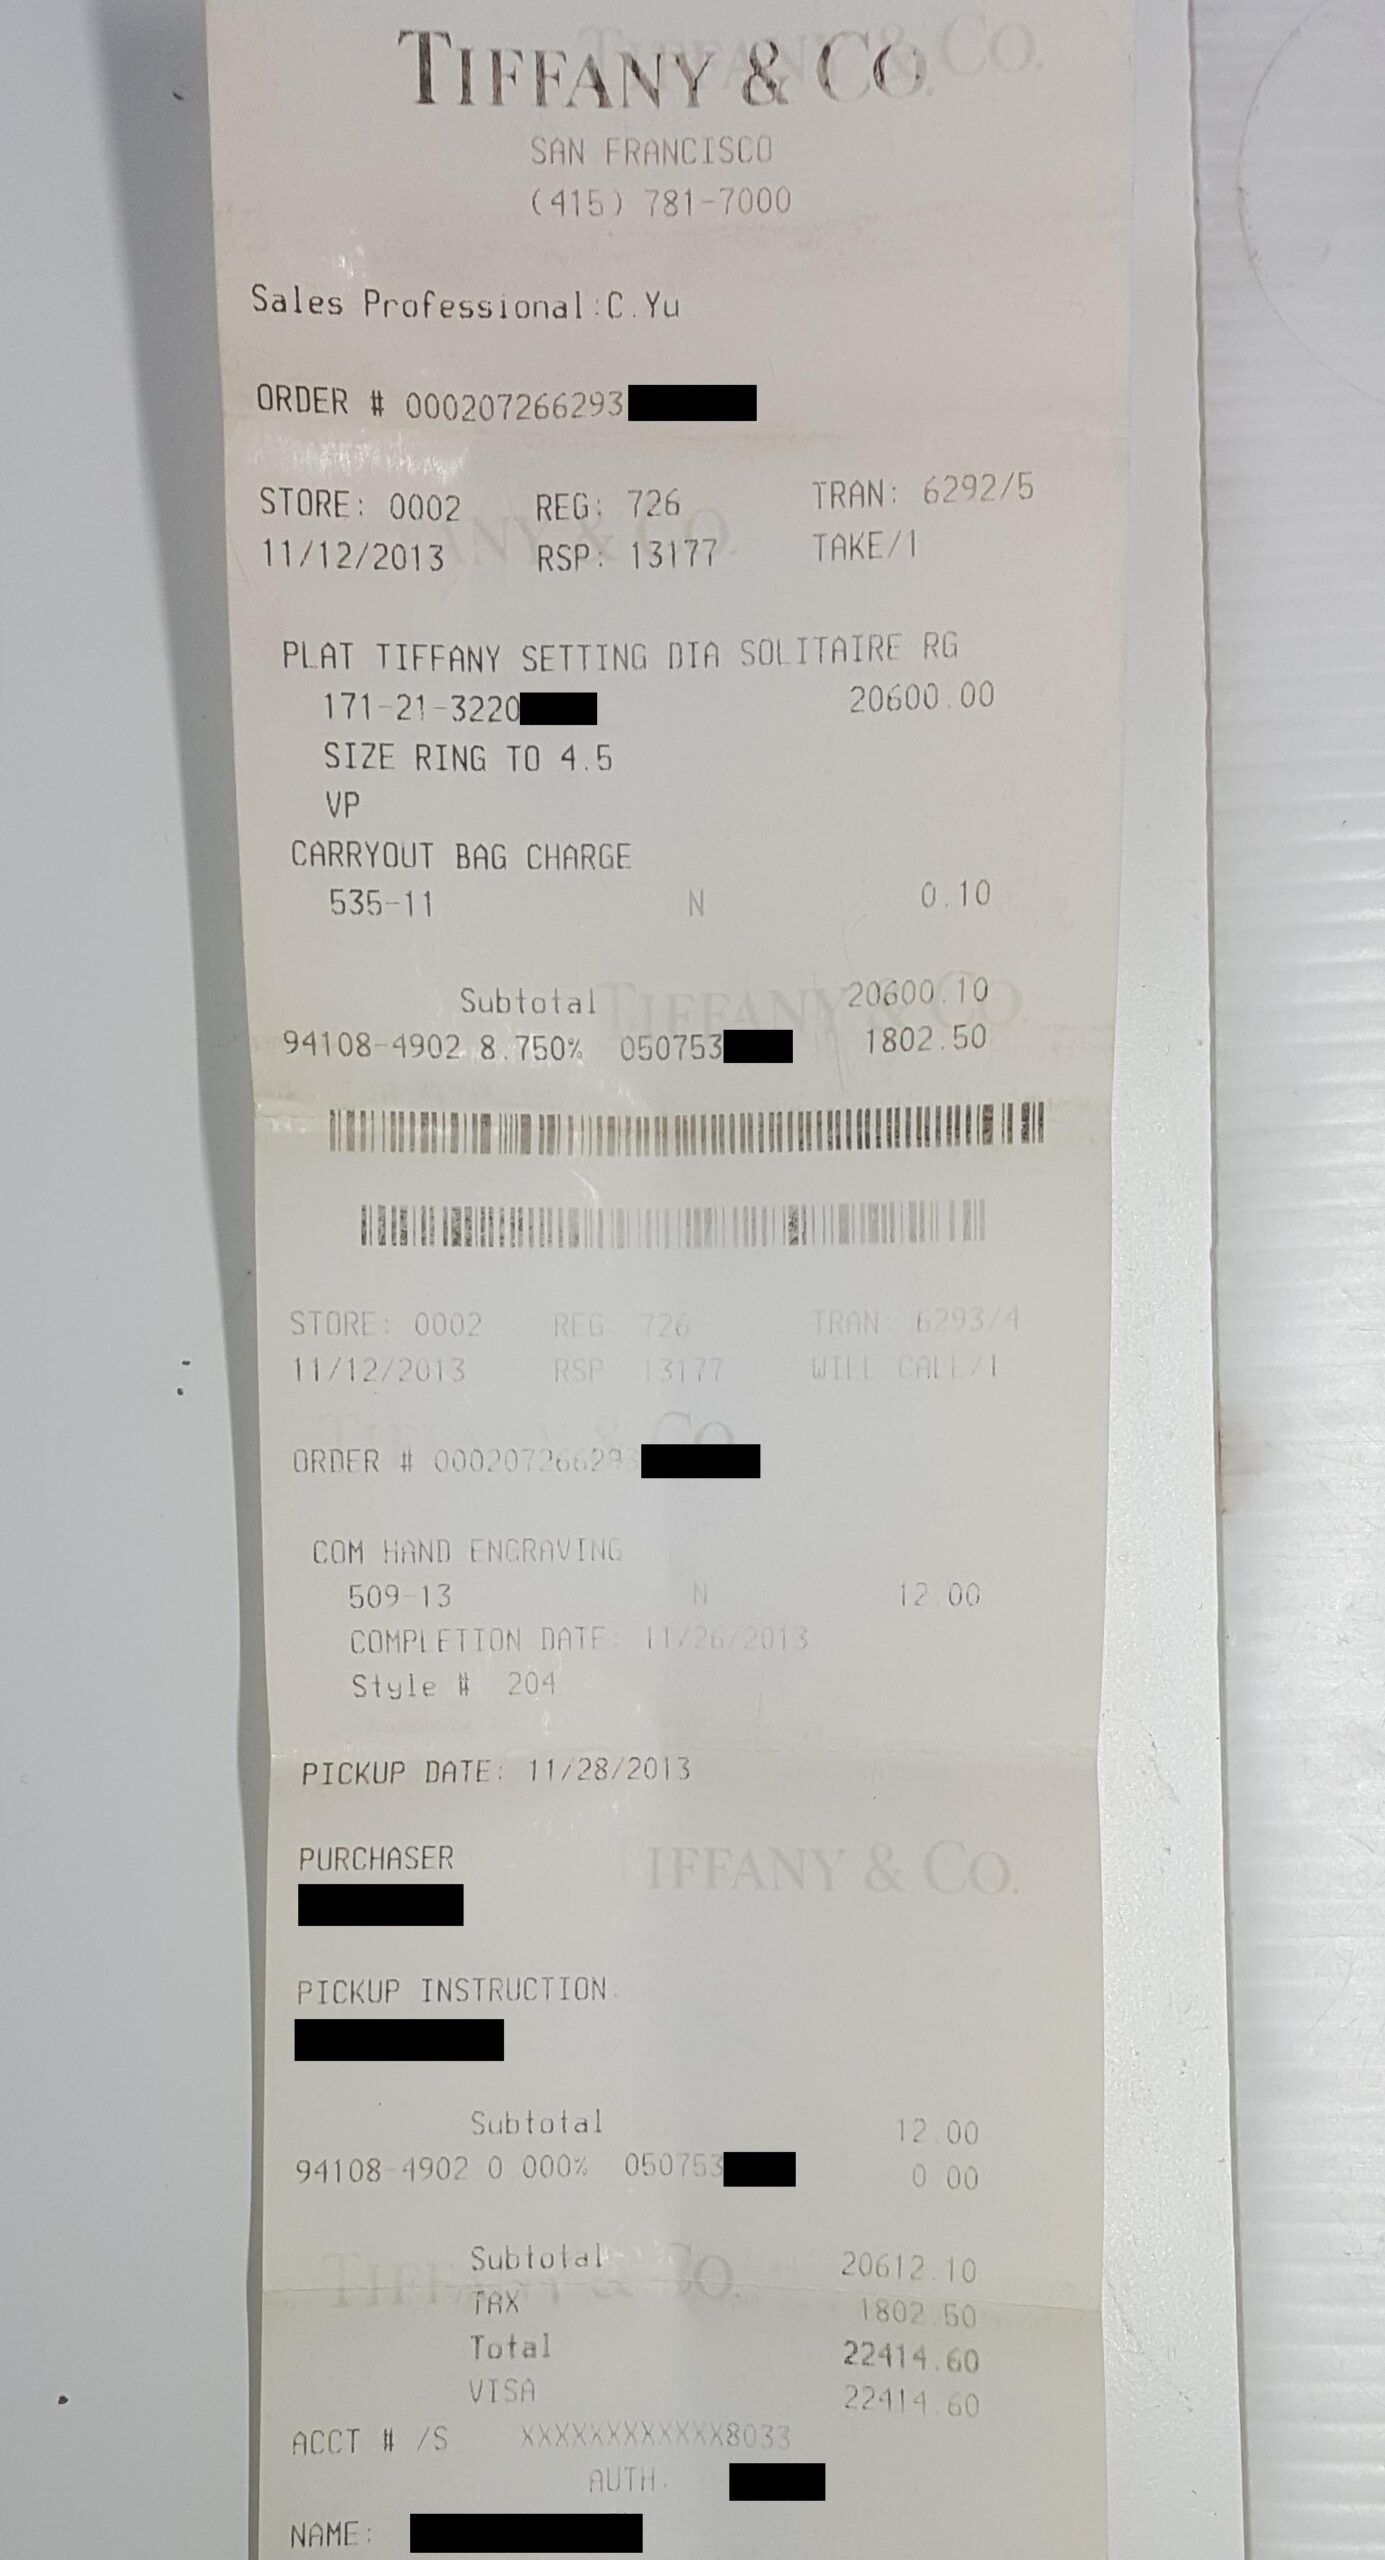 TIFFANY & CO.
SAN FRANCISCO
(415) 781-7000
Sales Professional:C.Yu
ORDER # 000207266293
STORE: 0002 REG: 726 TRAN: 6292/5
11/12/2013 RSP: 13177 TAKE/1
PLAT TIFFANY SETTING DIA SOLITAIRE RG
171-21-3220 20600.00
SIZE RING TO 4.5
VP
CARRYOUT BAG CHARGE
535-11 N 0.10
Subtotal 20600.10
94108-4902 8.750% 050753 1802.50
STORE: 0002 REG 726 TRAN 6293/4
11/12/2013 RSP 13177 WILL CALL/1
ORDER # 000207266293
COM HAND ENGRAVING
509-13 N 12.00
COMPLETION DATE: 11/26/2013
Style # 204
PICKUP DATE: 11/28/2013
PURCHASER
IFFANY & CO.
PICKUP INSTRUCTION:
Subtotal 12.00
94108-4902 0 000% 050753 0 00
Subtotal 20612.10
TAX 1802.50
Total 22414.60
VISA 22414.60
ACCT # /S XXXXXXXXXXXX8033
AUTH:
NAME: